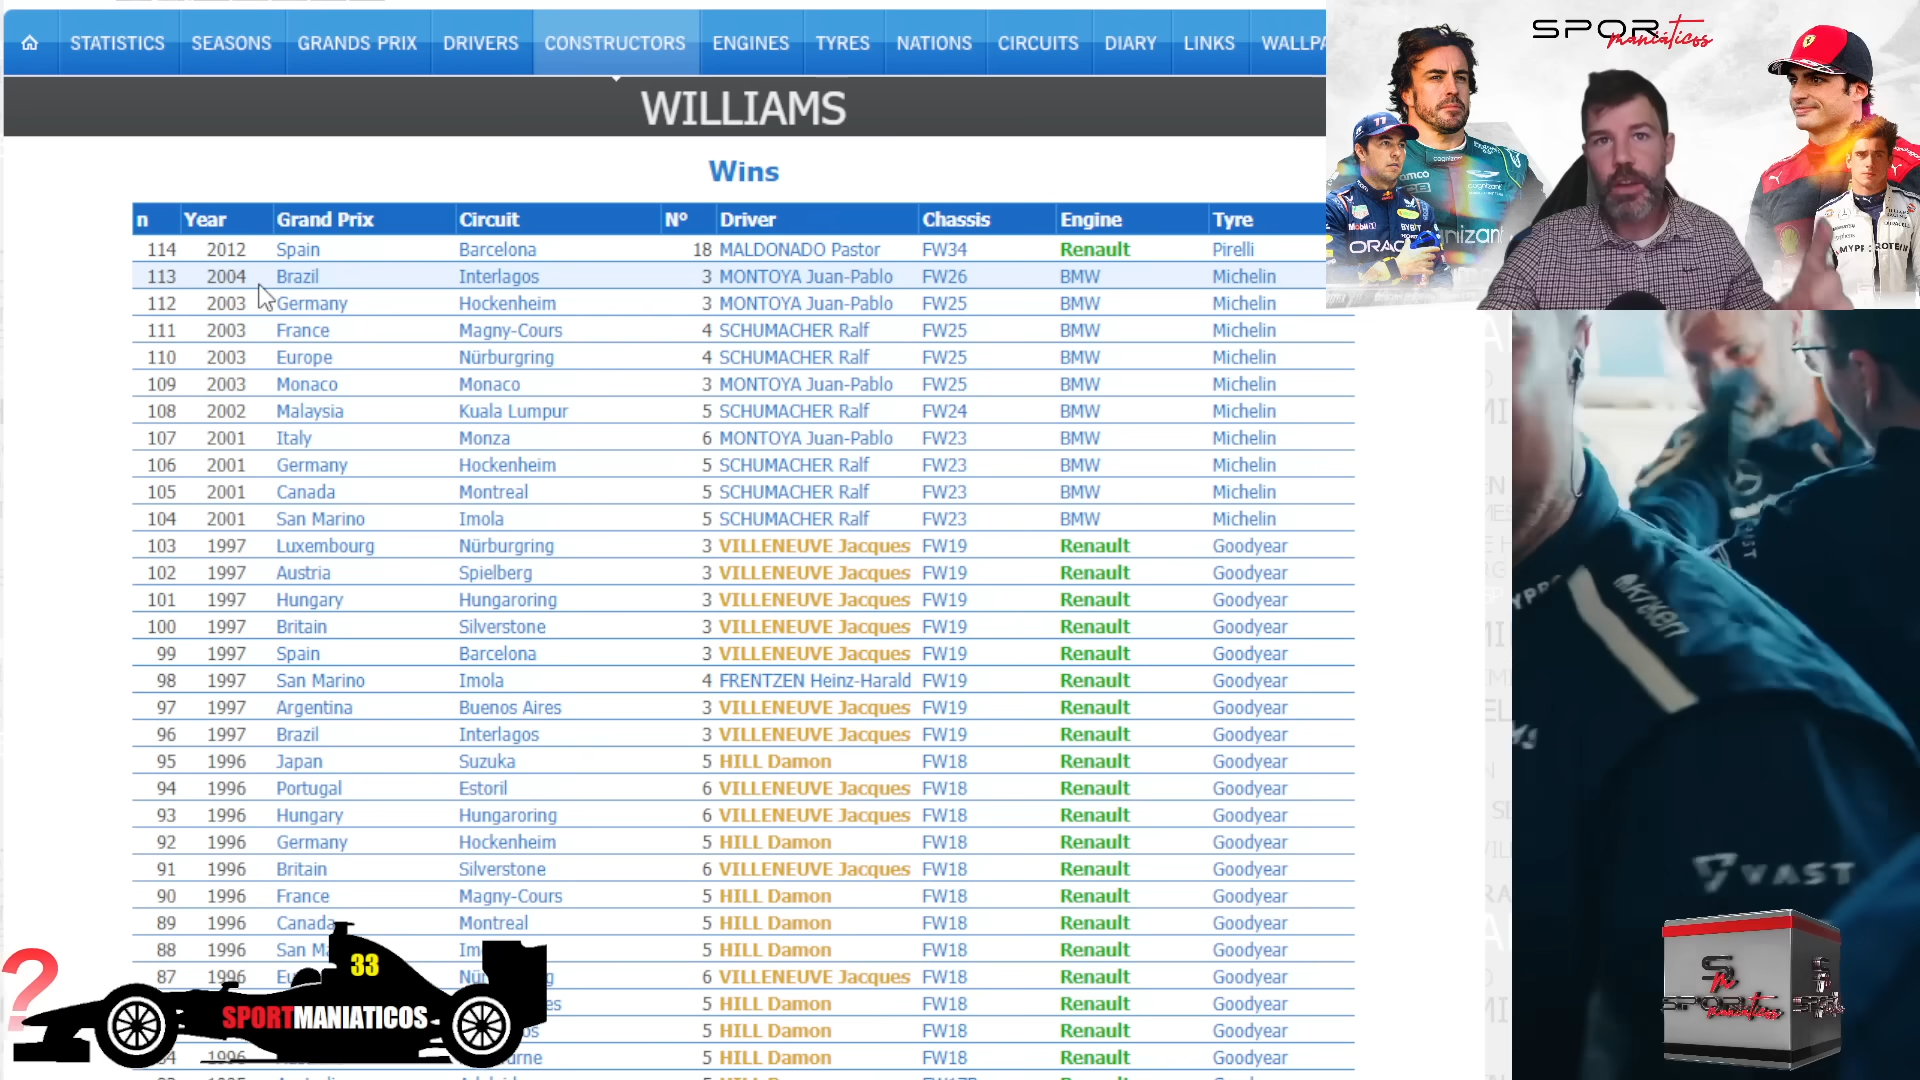 STATISTICS SEASONS GRANDS PRIX DRIVERS CONSTRUCTORS ENGINES TYRES NATIONS CIRCUITS DIARY LINKS
WILLIAMS
Wins
n Year Grand Prix Circuit Nº Driver Chassis Engine Tyre
114 2012 Spain Barcelona 18 MALDONADO Pastor FW34 Renault Pirelli
113 2004 Brazil Interlagos 3 MONTOYA Juan-Pablo FW26 BMW Michelin
112 2003 Germany Hockenheim 3 MONTOYA Juan-Pablo FW25 BMW Michelin
111 2003 France Magny-Cours 4 SCHUMACHER Ralf FW25 BMW Michelin
110 2003 Europe Nürburgring 4 SCHUMACHER Ralf FW25 BMW Michelin
109 2003 Monaco Monaco 3 MONTOYA Juan-Pablo FW25 BMW Michelin
108 2002 Malaysia Kuala Lumpur 5 SCHUMACHER Ralf FW24 BMW Michelin
107 2001 Italy Monza 6 MONTOYA Juan-Pablo FW23 BMW Michelin
106 2001 Germany Hockenheim 5 SCHUMACHER Ralf FW23 BMW Michelin
105 2001 Canada Montreal 5 SCHUMACHER Ralf FW23 BMW Michelin
104 2001 San Marino Imola 5 SCHUMACHER Ralf FW23 BMW Michelin
103 1997 Luxembourg Nürburgring 3 VILLENEUVE Jacques FW19 Renault Goodyear
102 1997 Austria Spielberg 3 VILLENEUVE Jacques FW19 Renault Goodyear
101 1997 Hungary Hungaroring 3 VILLENEUVE Jacques FW19 Renault Goodyear
100 1997 Britain Silverstone 3 VILLENEUVE Jacques FW19 Renault Goodyear
99 1997 Spain Barcelona 3 VILLENEUVE Jacques FW19 Renault Goodyear
98 1997 San Marino Imola 4 FRENTZEN Heinz-Harald FW19 Renault Goodyear
97 1997 Argentina Buenos Aires 3 VILLENEUVE Jacques FW19 Renault Goodyear
96 1997 Brazil Interlagos 3 VILLENEUVE Jacques FW19 Renault Goodyear
95 1996 Japan Suzuka 5 HILL Damon FW18 Renault Goodyear
94 1996 Portugal Estoril 6 VILLENEUVE Jacques FW18 Renault Goodyear
93 1996 Hungary Hungaroring 6 VILLENEUVE Jacques FW18 Renault Goodyear
92 1996 Germany Hockenheim 5 HILL Damon FW18 Renault Goodyear
91 1996 Britain Silverstone 6 VILLENEUVE Jacques FW18 Renault Goodyear
90 1996 France Magny-Cours 5 HILL Damon FW18 Renault Goodyear
89 1996 Canada Montreal 5 HILL Damon FW18 Renault Goodyear
88 1996 San 5 HILL Damon FW18 Renault Goodyear
87 1996 6 VILLENEUVE Jacques FW18 Renault Goodyear
5 HILL Damon FW18 Renault Goodyear
5 HILL Damon FW18 Renault Goodyear
1996 5 HILL Damon FW18 Renault Goodyear
?
33
SPORTMANIATICOS
SPORT
maniáticos
11
cognizant
ORACLE
VAST
SPORT
maniáticos